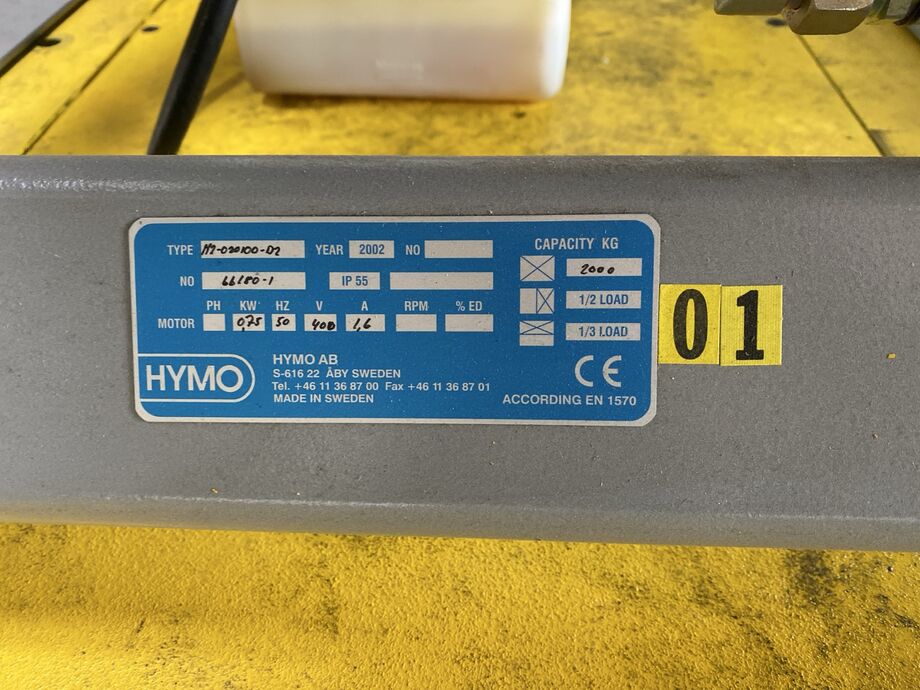 TYPE YEAR 2002 NO
NO 66180-1 IP 55
PH KW HZ V A RPM % ED
MOTOR 0,75 50 400 1,6
CAPACITY KG
2000
1/2 LOAD
1/3 LOAD
HYMO
HYMO AB
S-616 22 ÅBY SWEDEN
Tel. +46 11 36 87 00 Fax +46 11 36 87 01
MADE IN SWEDEN
CE
ACCORDING EN 1570
01